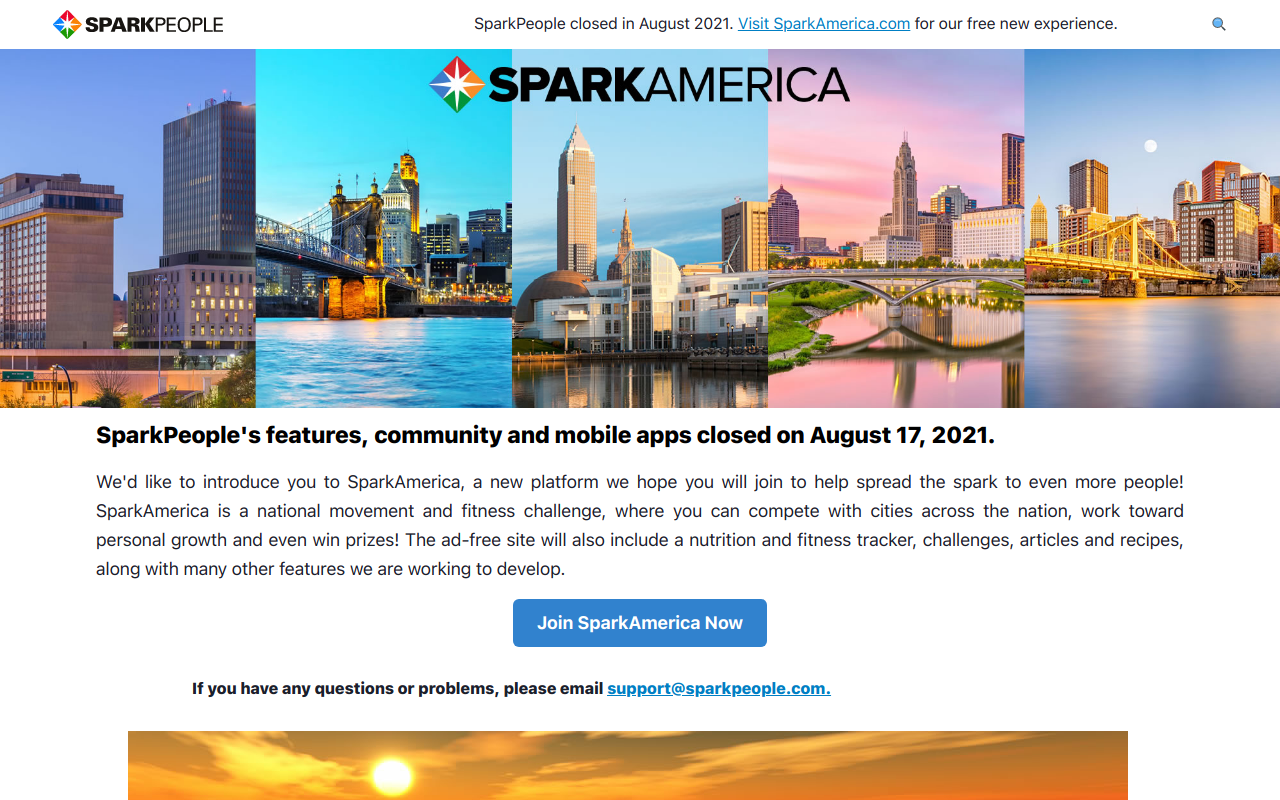 SPARKPEOPLE
SparkPeople closed in August 2021. Visit SparkAmerica.com for our free new experience.
SPARKAMERICA
SparkPeople's features, community and mobile apps closed on August 17, 2021.
We'd like to introduce you to SparkAmerica, a new platform we hope you will join to help spread the spark to even more people!
SparkAmerica is a national movement and fitness challenge, where you can compete with cities across the nation, work toward
personal growth and even win prizes! The ad-free site will also include a nutrition and fitness tracker, challenges, articles and recipes,
along with many other features we are working to develop.
Join SparkAmerica Now
If you have any questions or problems, please email support@sparkpeople.com.